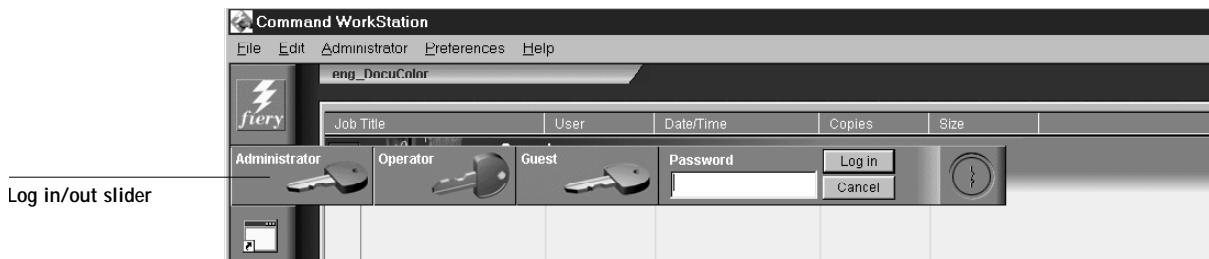 Command WorkStation
File Edit Administrator Preferences Help
eng_DocuColor
fiery
Job Title User Date/Time Copies Size
Administrator Operator Guest Password Log in
Cancel
Log in/out slider